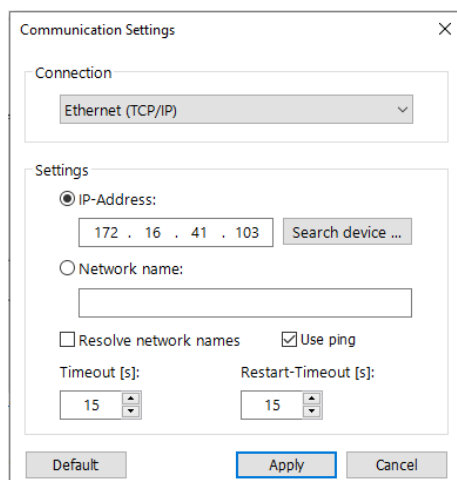 Communication Settings
Connection
Ethernet (TCP/IP)
Settings
IP-Address:
172 . 16 . 41 . 103
Search device ...
Network name:
Resolve network names
Use ping
Timeout [s]:
Restart-Timeout [s]:
15
15
Default
Apply
Cancel